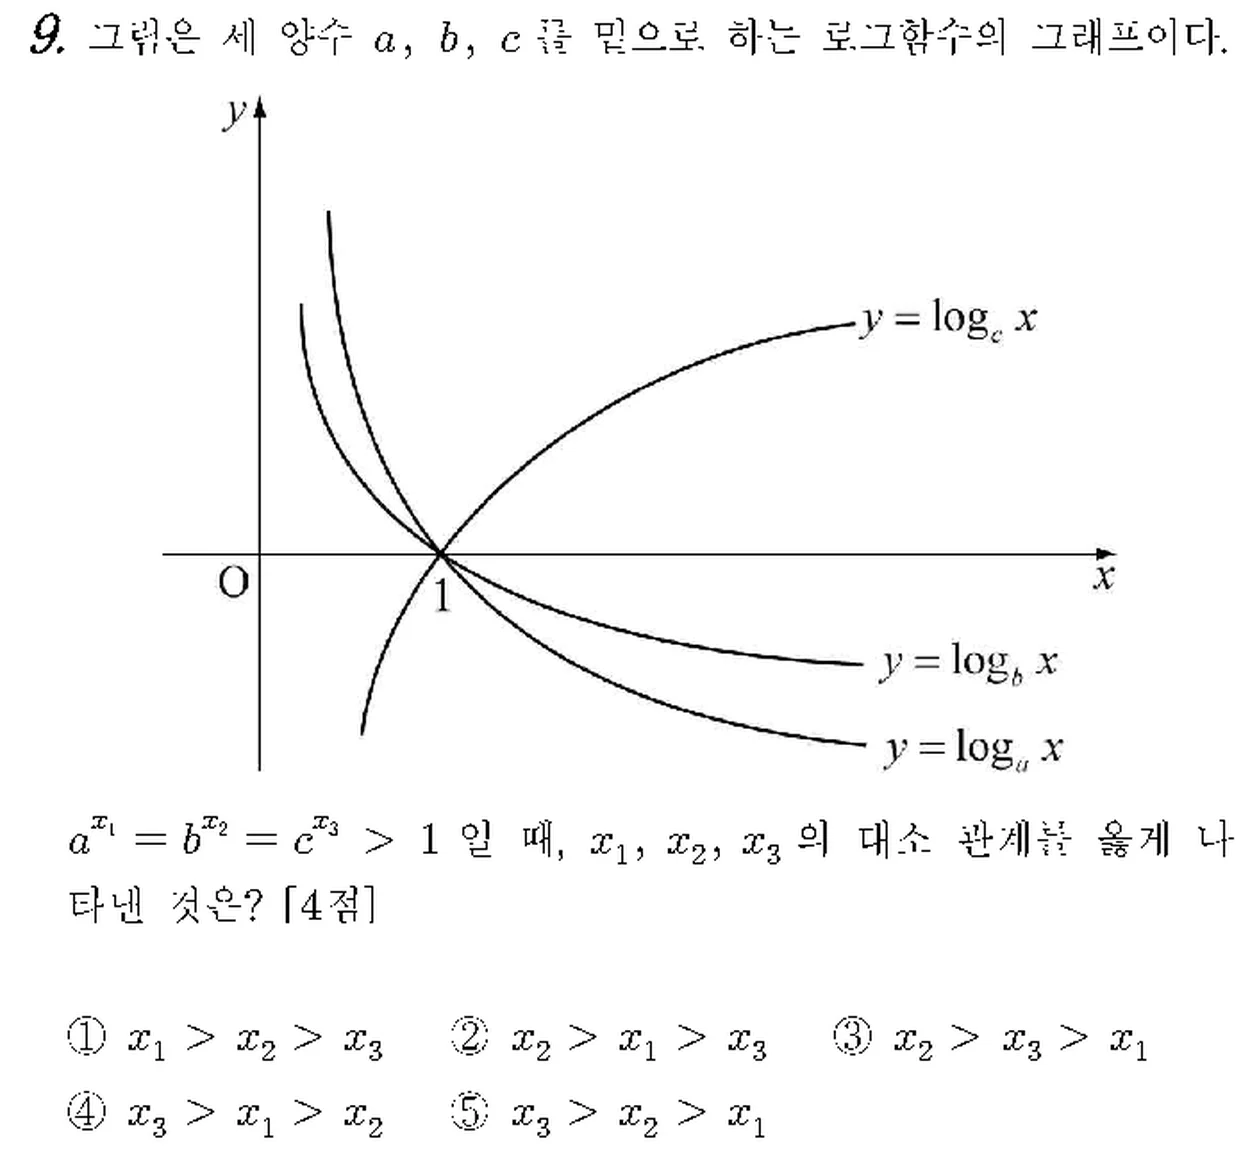 9. 그림은 세 양수 a, b, c를 밑으로 하는 로그함수의 그래프이다.
y
y = log_c x
O
1
x
y = log_b x
y = log_a x
a^{x_1} = b^{x_2} = c^{x_3} > 1 일 때, x_1, x_2, x_3의 대소 관계를 옳게 나
타낸 것은? [4점]
① x_1 > x_2 > x_3 ② x_2 > x_1 > x_3 ③ x_2 > x_3 > x_1
④ x_3 > x_1 > x_2 ⑤ x_3 > x_2 > x_1